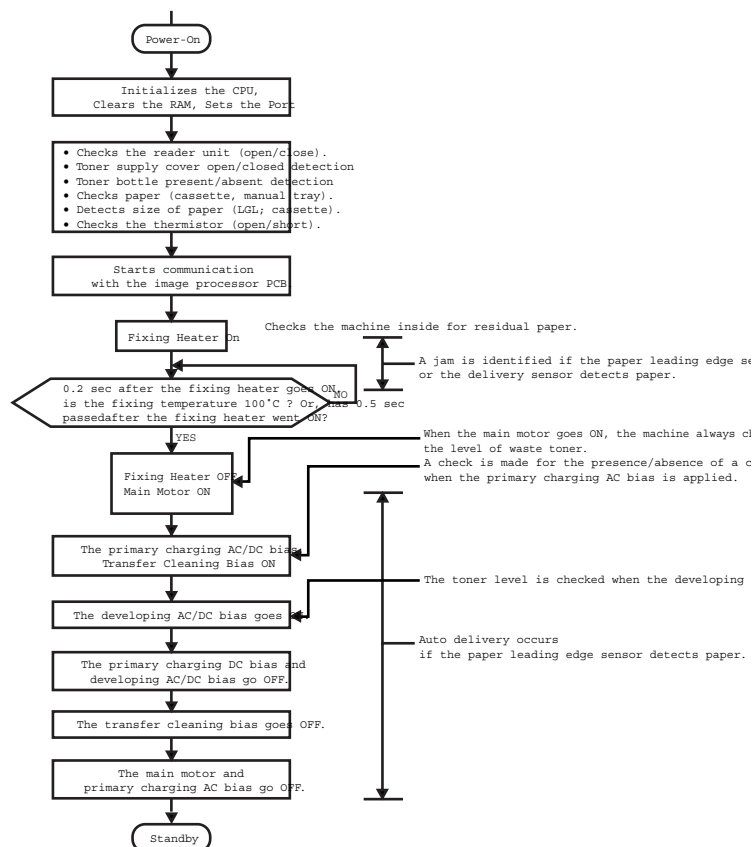 Power-On
Initializes the CPU,
Clears the RAM, Sets the Port
• Checks the reader unit (open/close).
• Toner supply cover open/closed detection
• Toner bottle present/absent detection
• Checks paper (cassette, manual tray).
• Detects size of paper (LGL; cassette).
• Checks the thermistor (open/short).
Starts communication
with the image processor PCB
Fixing Heater On
Checks the machine inside for residual paper.
A jam is identified if the paper leading edge
or the delivery sensor detects paper.
0.2 sec after the fixing heater goes ON,
is the fixing temperature 100°C ? Or, has 0.5 sec
passedafter the fixing heater went ON?
NO
YES
When the main motor goes ON, the machine always
the level of waste toner.
Fixing Heater OFF
Main Motor ON
A check is made for the presence/absence of a
when the primary charging AC bias is applied.
The primary charging AC/DC bias
Transfer Cleaning Bias ON
The toner level is checked when the developing
The developing AC/DC bias goes
Auto delivery occurs
if the paper leading edge sensor detects paper.
The primary charging DC bias and
developing AC/DC bias go OFF.
The transfer cleaning bias goes OFF.
The main motor and
primary charging AC bias go OFF.
Standby